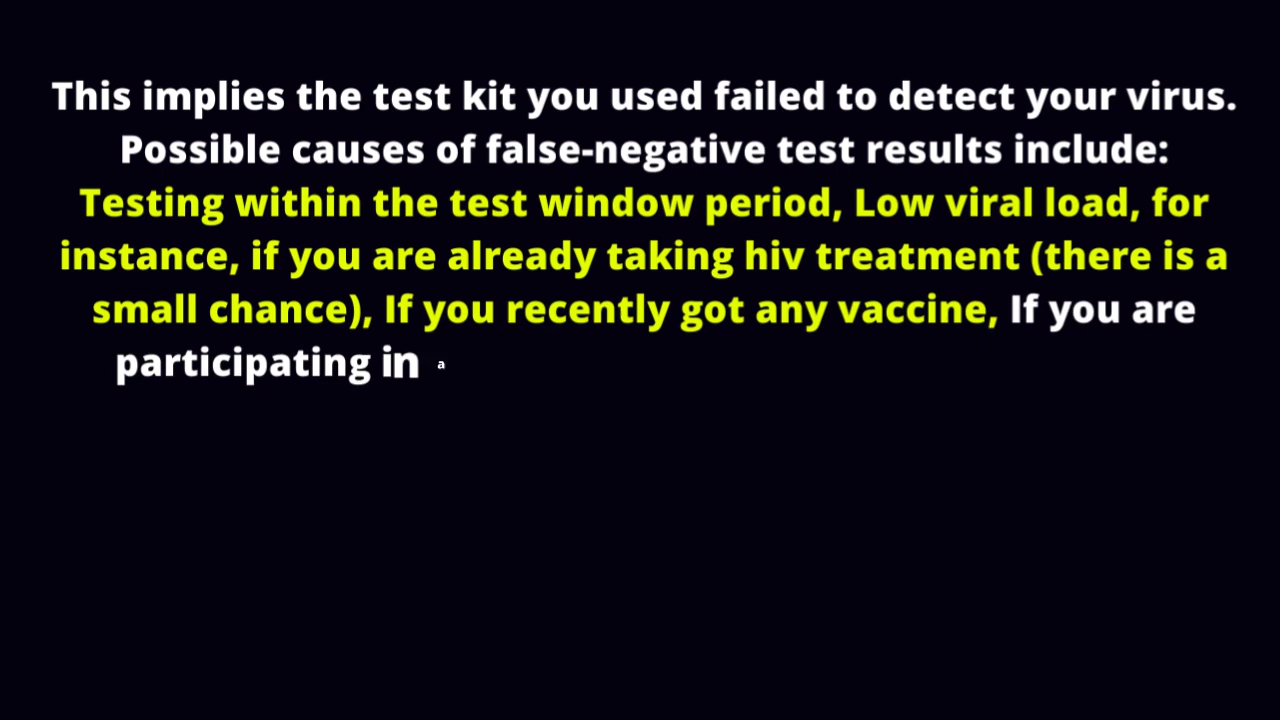 This implies the test kit you used failed to detect your virus.
Possible causes of false-negative test results include:
Testing within the test window period, Low viral load, for
instance, if you are already taking hiv treatment (there is a
small chance), If you recently got any vaccine, If you are
participating in a